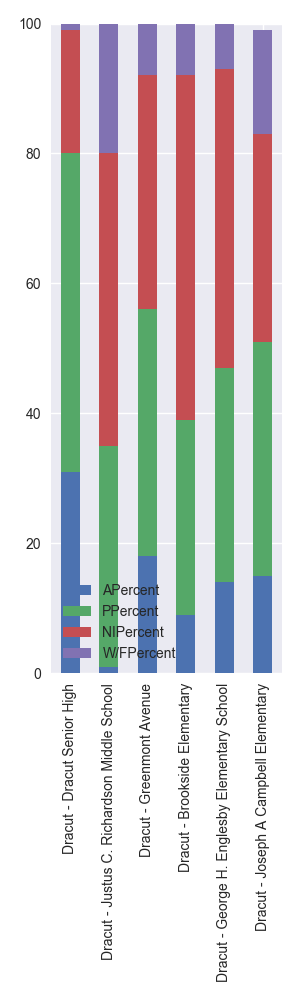 100
80
60
40
20
0
APercent
PPercent
NIPercent
W/FPercent
Dracut - Dracut Senior High
Dracut - Justus C. Richardson Middle School
Dracut - Greenmont Avenue
Dracut - Brookside Elementary
Dracut - George H. Englesby Elementary School
Dracut - Joseph A Campbell Elementary